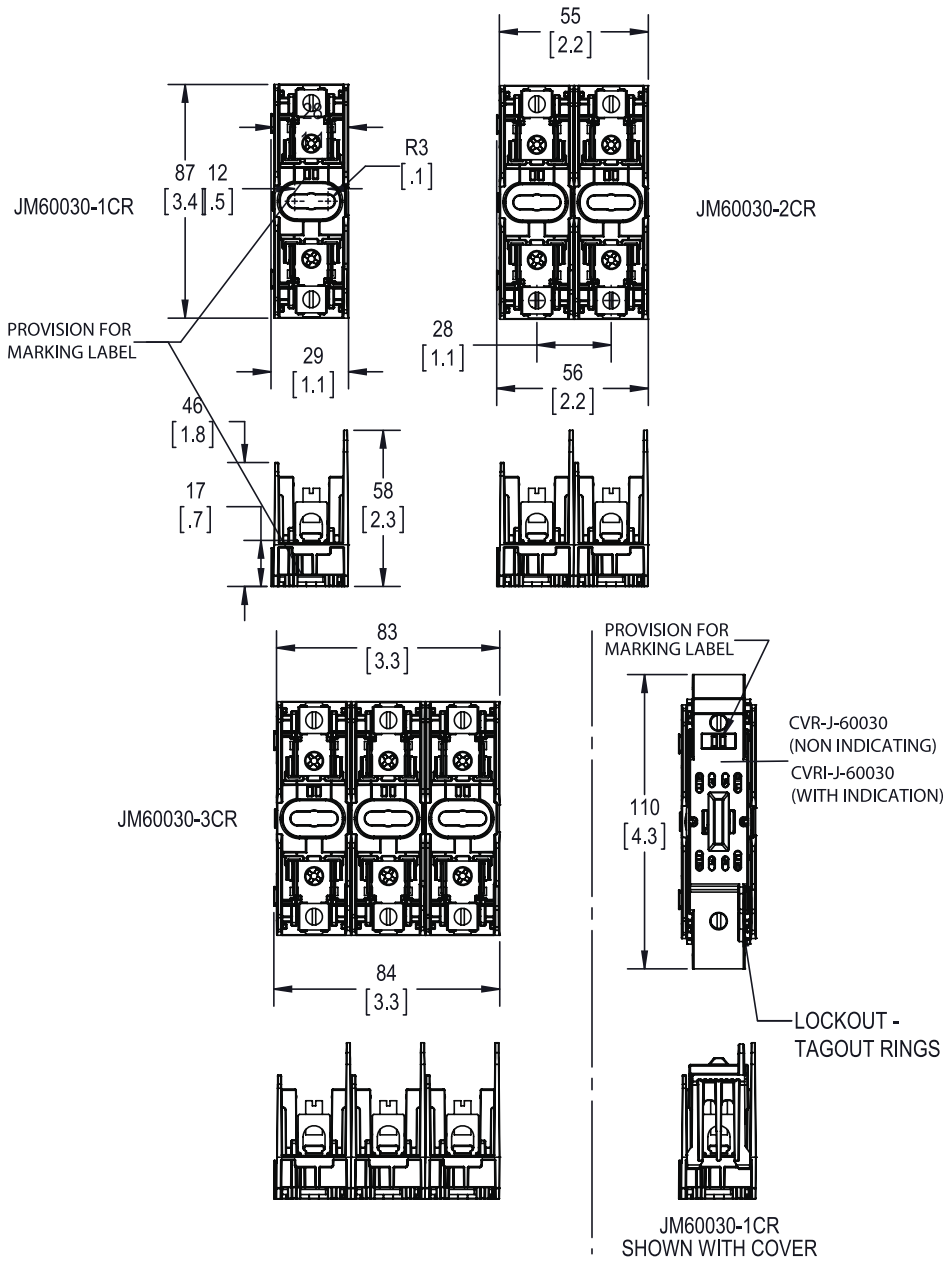 55
[2.2]
28
R3
[.1]
87
[3.4]
12
[.5]
JM60030-1CR
JM60030-2CR
PROVISION FOR
MARKING LABEL
29
[1.1]
28
[1.1]
56
[2.2]
46
[1.8]
17
[.7]
58
[2.3]
83
[3.3]
PROVISION FOR
MARKING LABEL
CVR-J-60030
(NON INDICATING)
CVRI-J-60030
(WITH INDICATION)
JM60030-3CR
110
[4.3]
84
[3.3]
LOCKOUT -
TAGOUT RINGS
JM60030-1CR
SHOWN WITH COVER